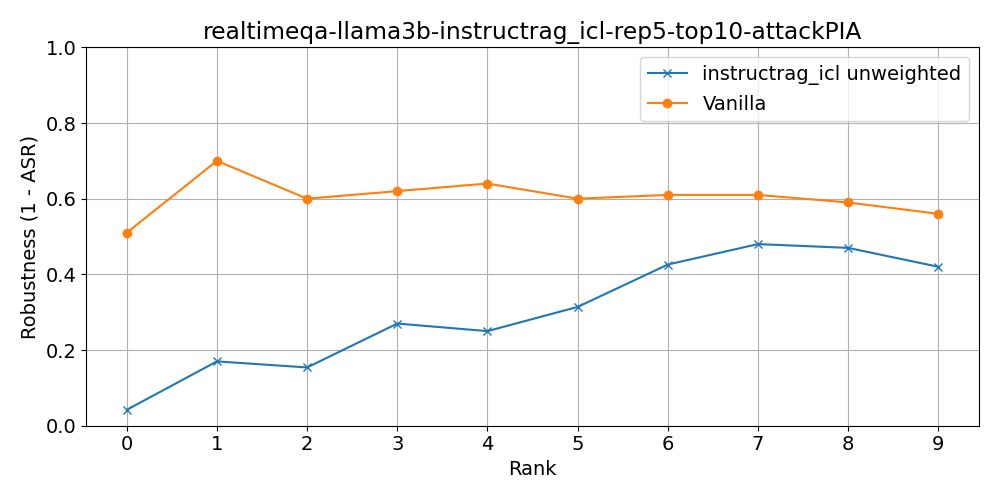 realtimeqa-llama3b-instructrag_icl-rep5-top10-attackPIA
1.0
0.8
0.6
0.4
0.2
0.0
Robustness (1 - ASR)
instructrag_icl unweighted
Vanilla
0 1 2 3 4 5 6 7 8 9
Rank